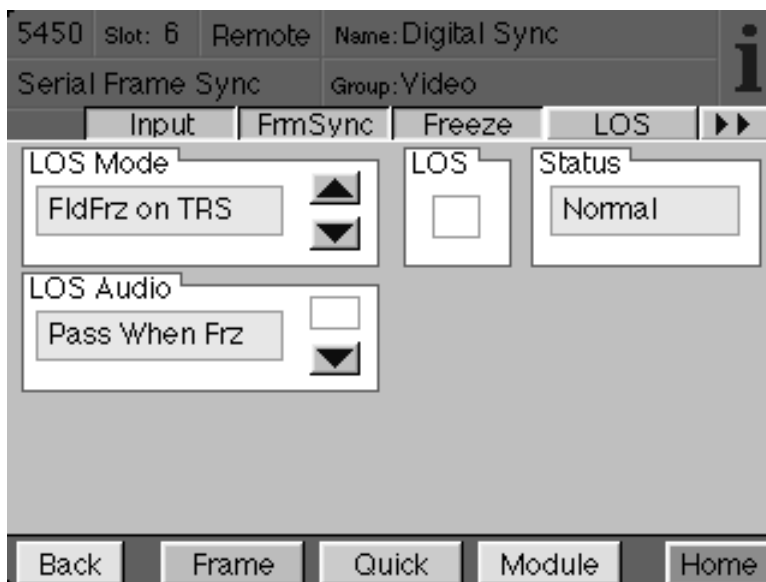 5450 Slot: 6 Remote Name: Digital Sync
Serial Frame Sync Group: Video
i
Input FrmSync Freeze LOS
LOS Mode LOS Status
FldFrz on TRS Normal
LOS Audio
Pass When Frz
Back Frame Quick Module Home